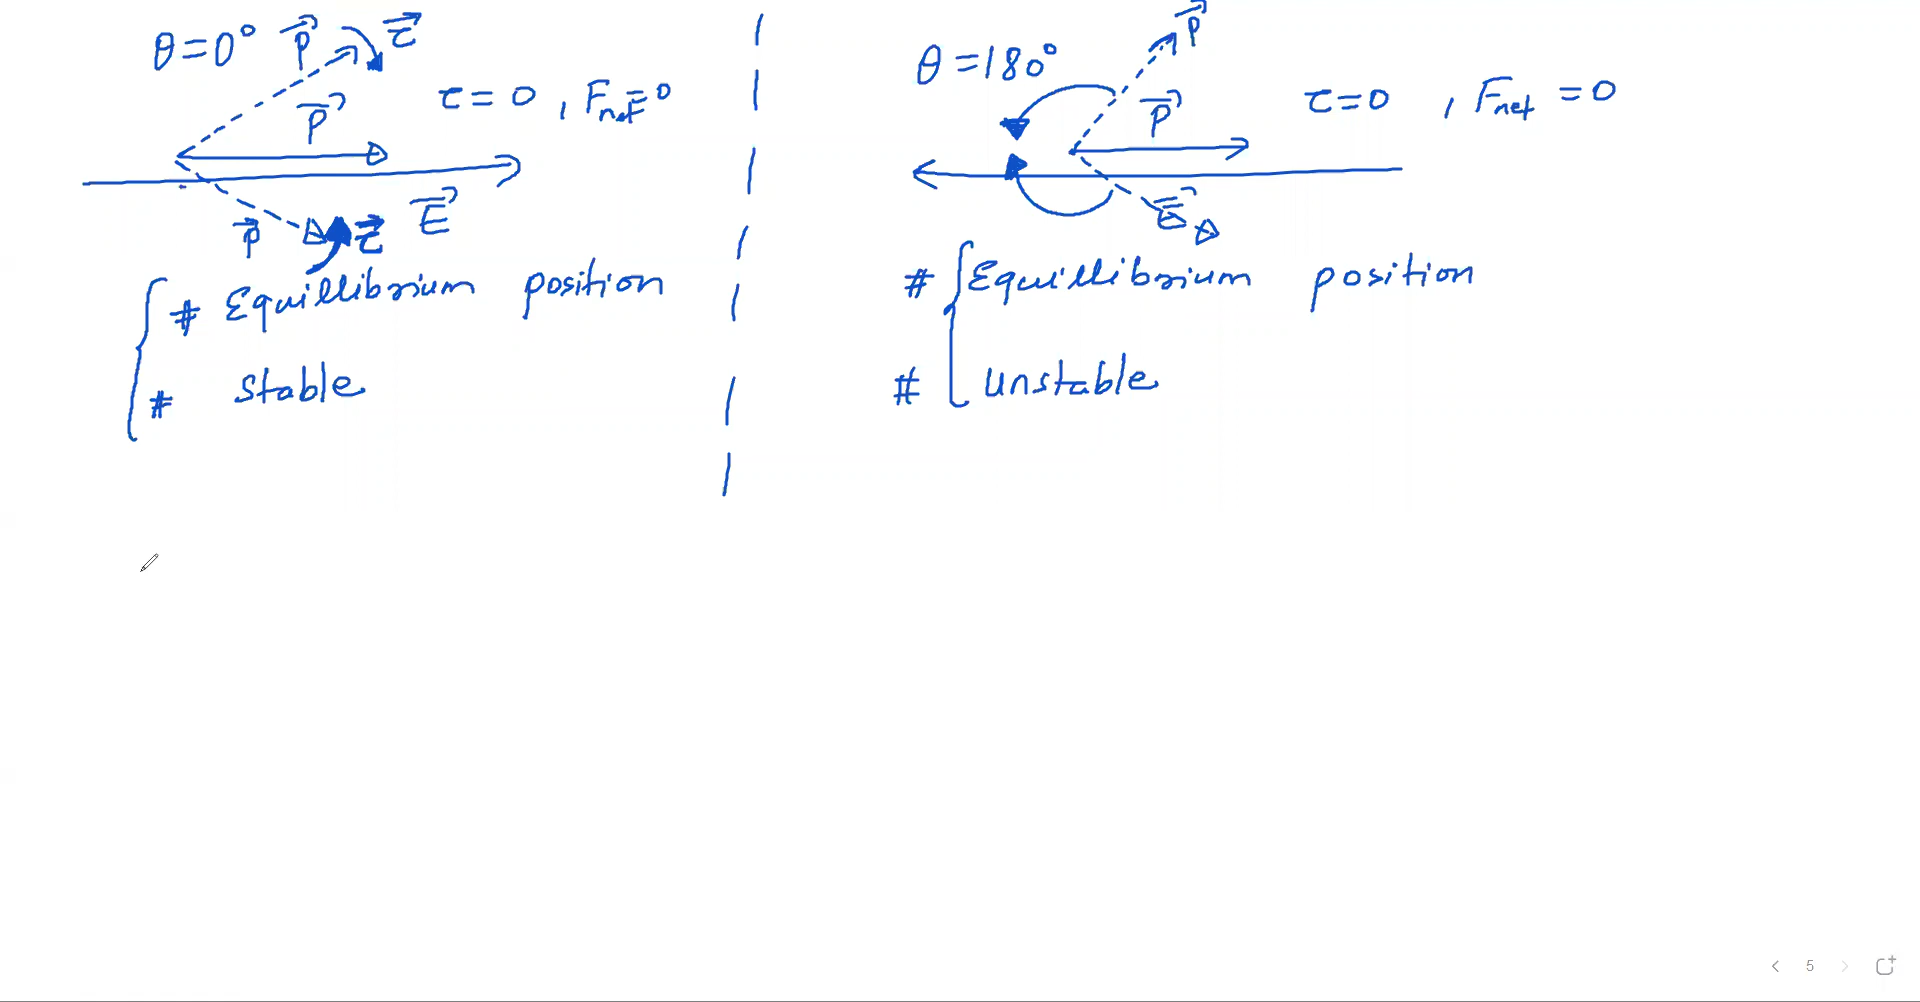 θ = 0° p⃗ τ⃗
p⃗ τ = 0 , Fnet = 0
p⃗ τ⃗ E⃗
# Equillibrium position
# stable
p⃗
θ = 180°
p⃗ τ = 0 , Fnet = 0
E⃗
# Equillibrium position
# unstable
5